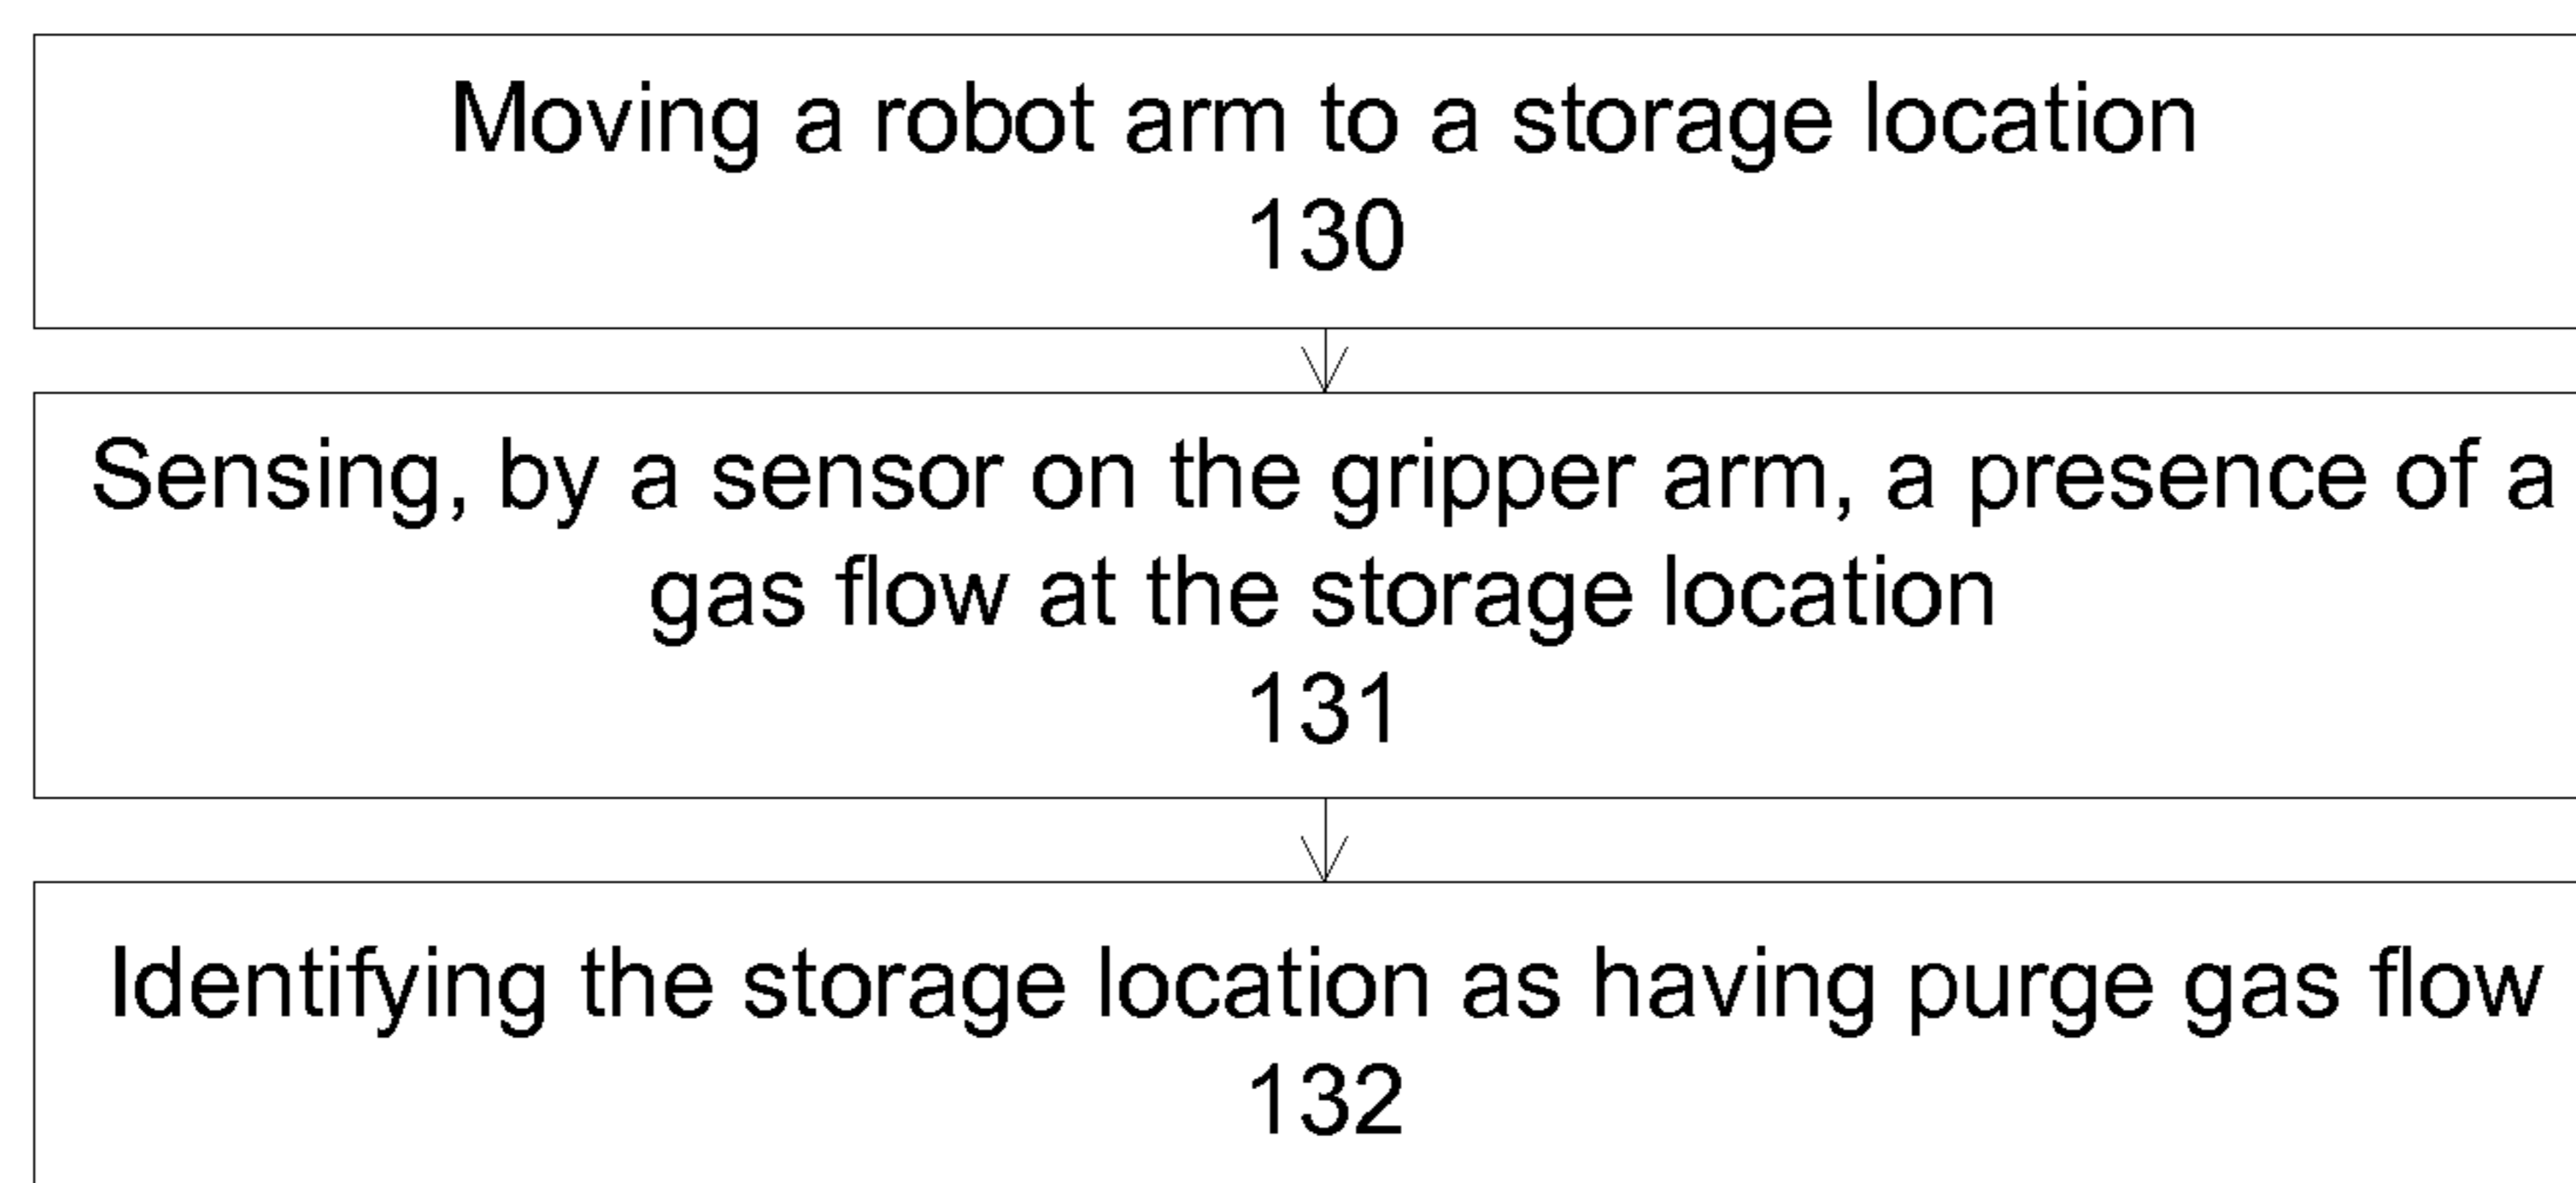 Moving a robot arm to a storage location
130
Sensing, by a sensor on the gripper arm, a presence of a
gas flow at the storage location
131
Identifying the storage location as having purge gas flow
132